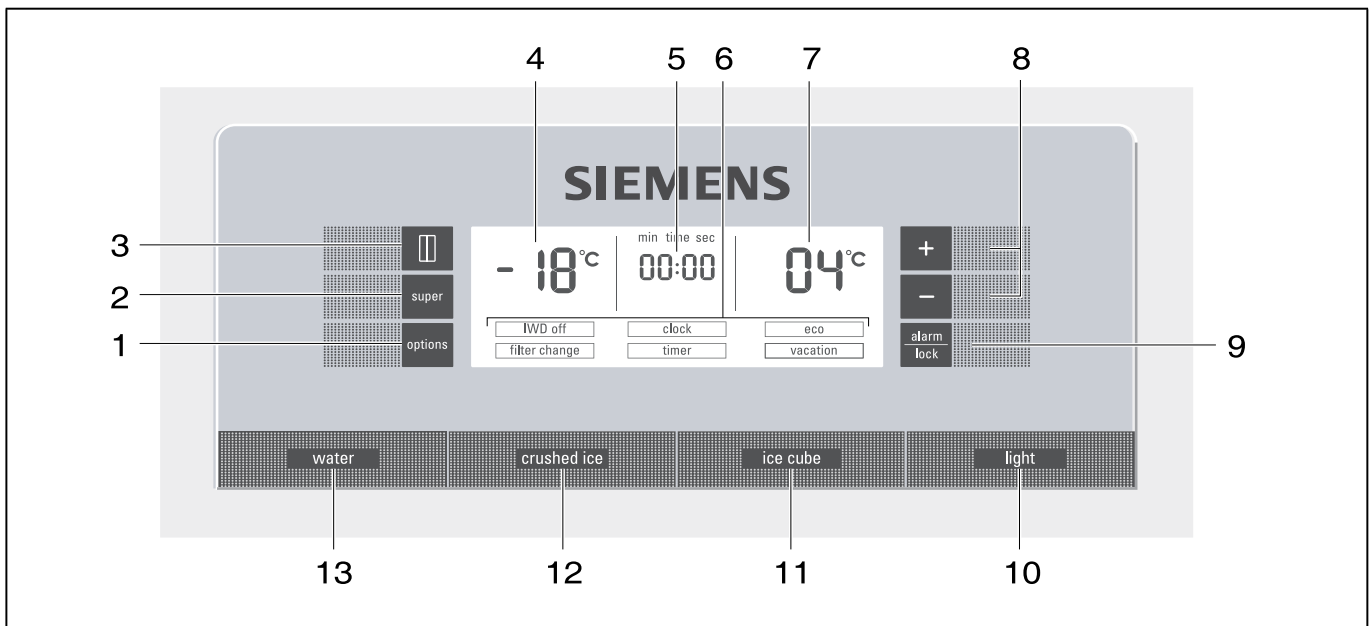 4 5 6 7 8
SIEMENS
min time sec
3 - 18°C 00:00 04°C +
2 super −
1 options IWD off clock eco alarm
filter change timer vacation lock 9
water crushed ice ice cube light
13 12 11 10